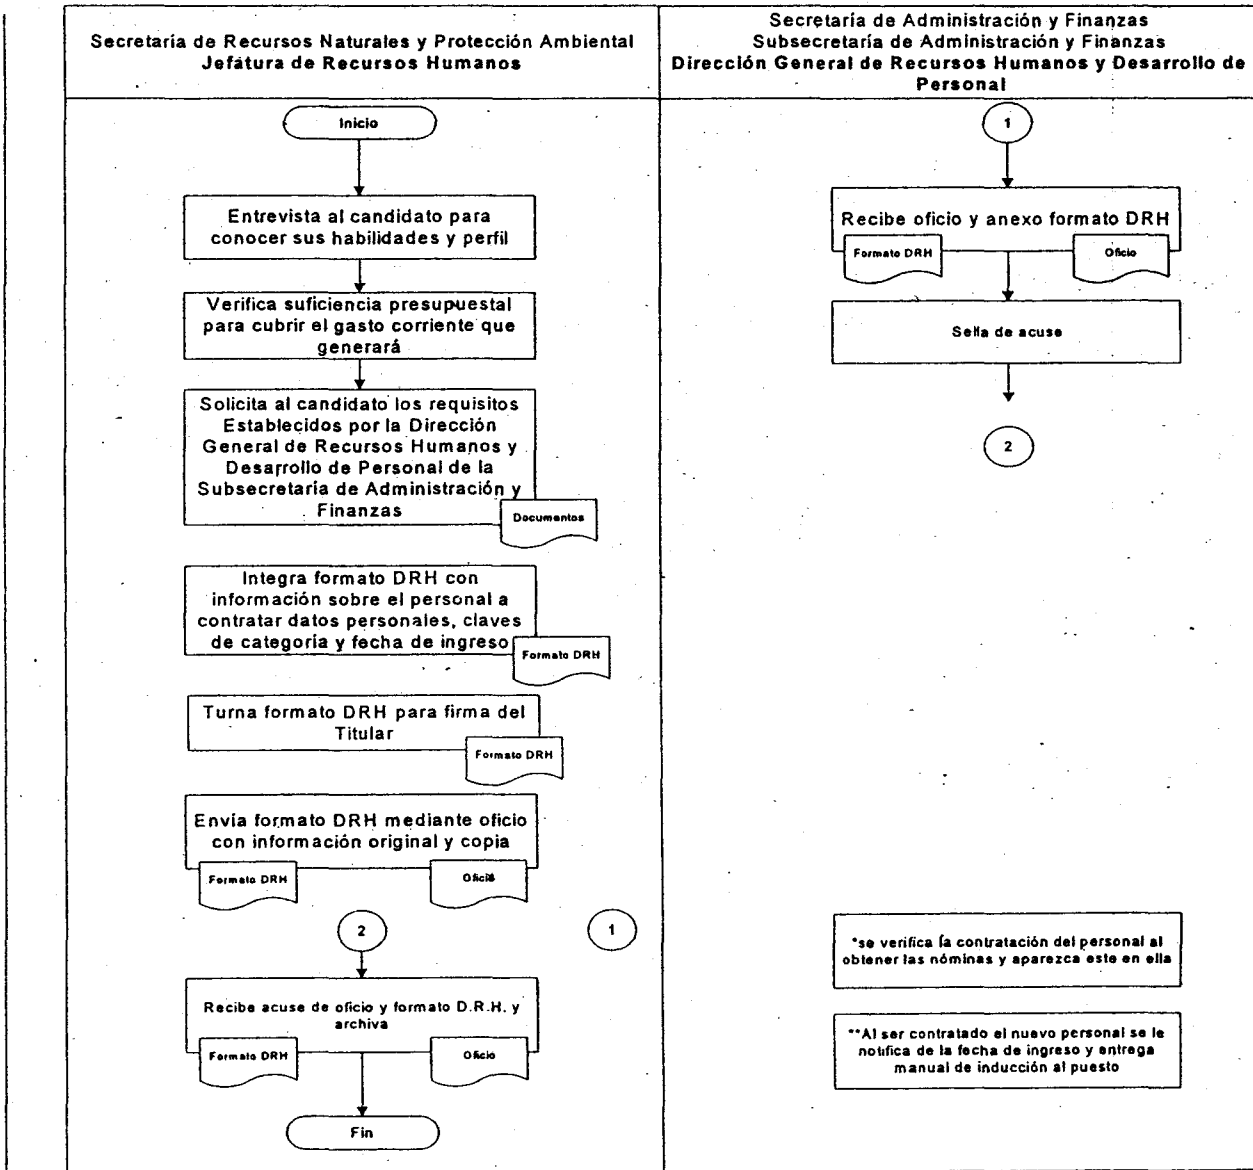 Secretaría de Recursos Naturales y Protección Ambiental
Jefatura de Recursos Humanos
Secretaría de Administración y Finanzas
Subsecretaría de Administración y Finanzas
Dirección General de Recursos Humanos y Desarrollo de
Personal
Inicio
Entrevista al candidato para
conocer sus habilidades y perfil
Verifica suficiencia presupuestal
para cubrir el gasto corriente que
generará
Solicita al candidato los requisitos
Establecidos por la Dirección
General de Recursos Humanos y
Desarrollo de Personal de la
Subsecretaría de Administración y
Finanzas
Documentos
Integra formato DRH con
información sobre el personal a
contratar datos personales, claves
de categoría y fecha de ingreso
Formato DRH
Turna formato DRH para firma del
Titular
Formato DRH
Envía formato DRH mediante oficio
con información original y copia
Formato DRH
Oficio
2
1
Recibe acuse de oficio y formato D.R.H. y
archiva
Formato DRH
Oficio
Fin
1
Recibe oficio y anexo formato DRH
Formato DRH
Oficio
Sella de acuse
2
*se verifica la contratación del personal al
obtener las nóminas y aparezca este en ella
**Al ser contratado el nuevo personal se le
notifica de la fecha de ingreso y entrega
manual de inducción al puesto